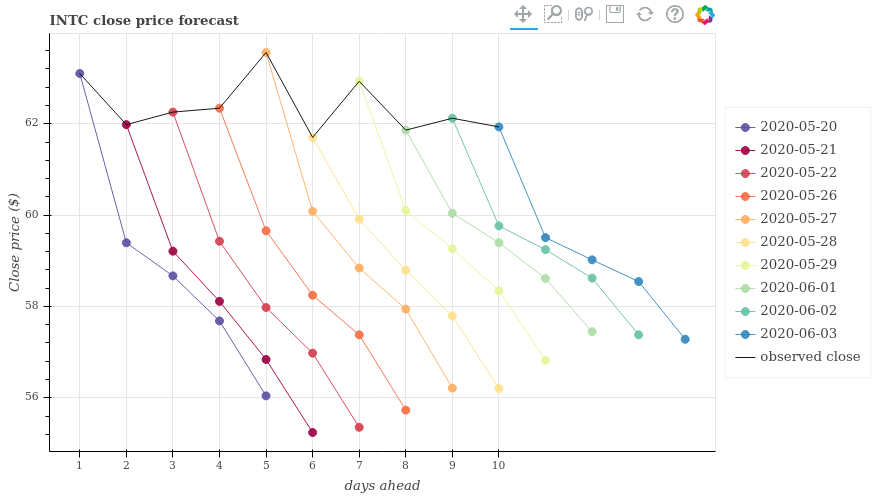 INTC close price forecast
Close price ($)
62
60
58
56
1 2 3 4 5 6 7 8 9 10
days ahead
2020-05-20
2020-05-21
2020-05-22
2020-05-26
2020-05-27
2020-05-28
2020-05-29
2020-06-01
2020-06-02
2020-06-03
observed close